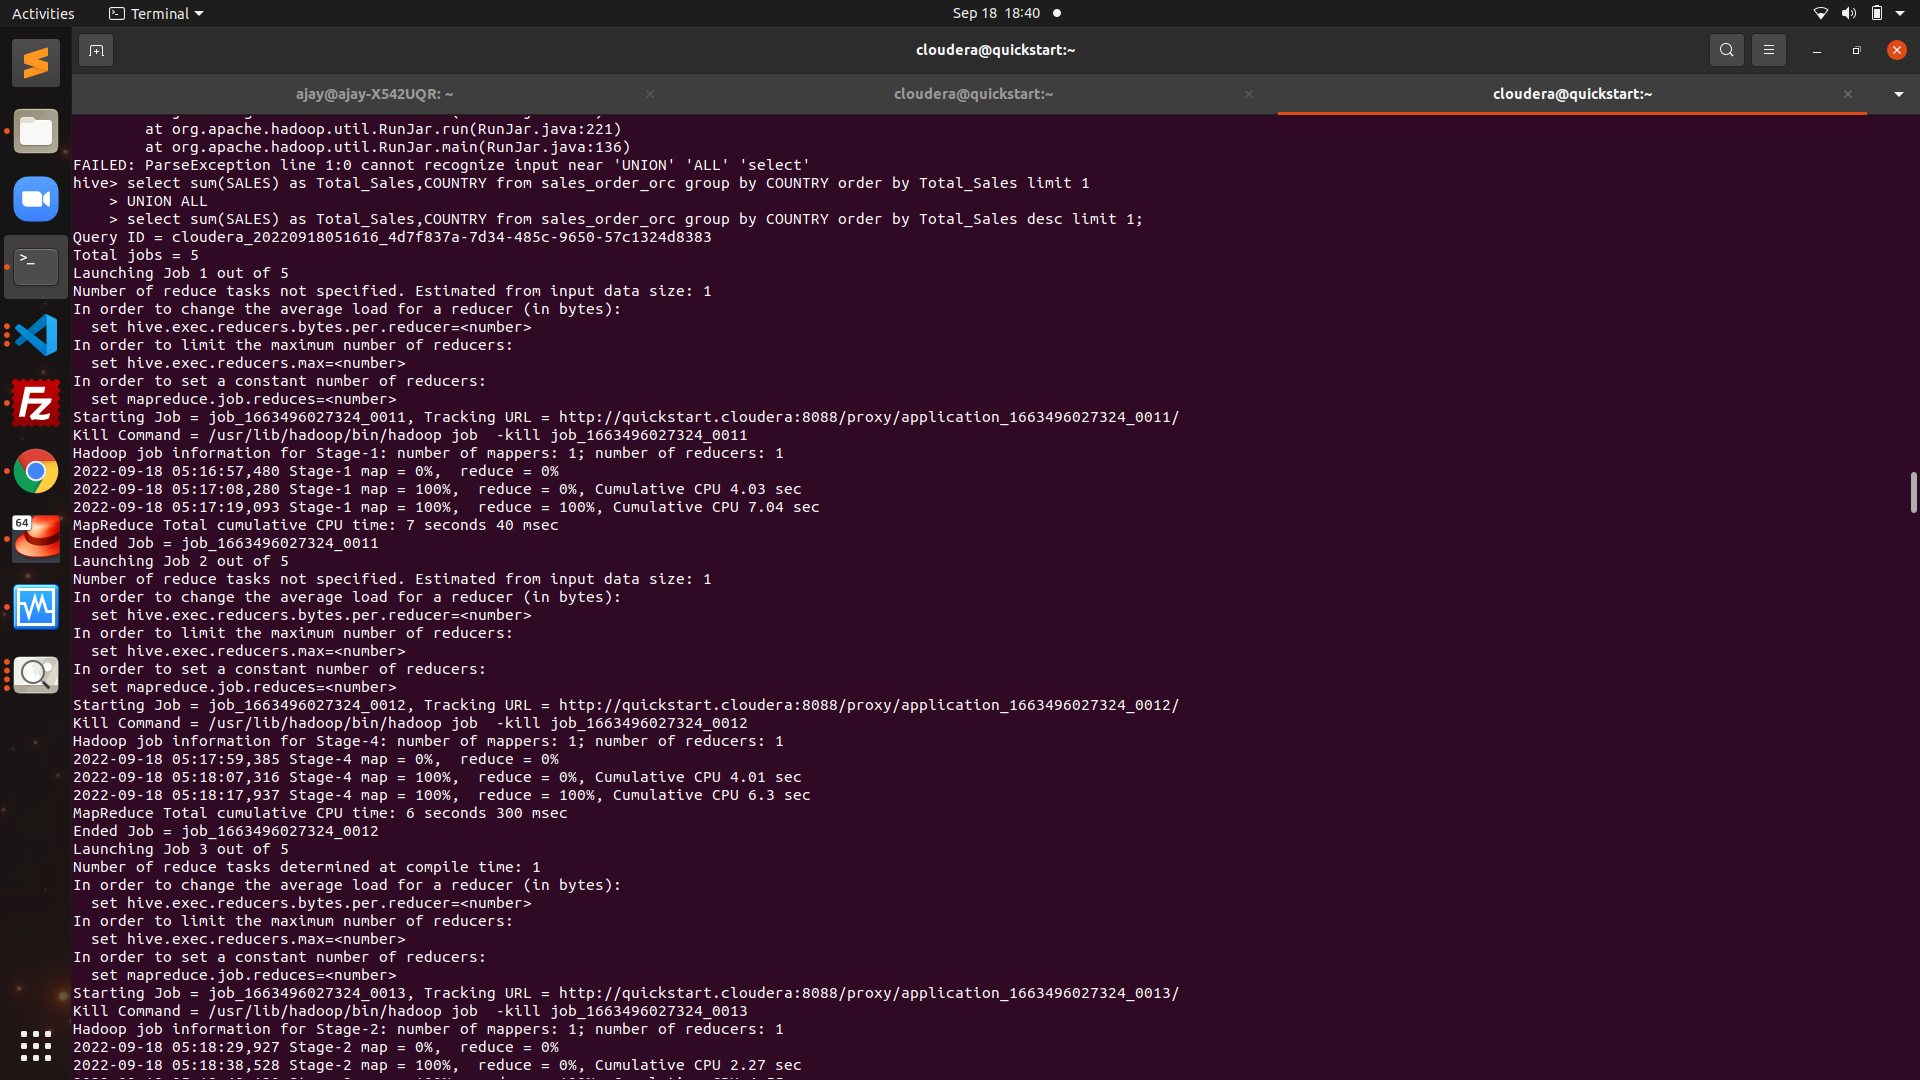 Activities
Terminal
Sep 18 18:40
cloudera@quickstart:~
ajay@ajay-X542UQR: ~
cloudera@quickstart:~
cloudera@quickstart:~
at org.apache.hadoop.util.RunJar.run(RunJar.java:221)
at org.apache.hadoop.util.RunJar.main(RunJar.java:136)
FAILED: ParseException line 1:0 cannot recognize input near 'UNION' 'ALL' 'select'
hive> select sum(SALES) as Total_Sales,COUNTRY from sales_order_orc group by COUNTRY order by Total_Sales limit 1
> UNION ALL
> select sum(SALES) as Total_Sales,COUNTRY from sales_order_orc group by COUNTRY order by Total_Sales desc limit 1;
Query ID = cloudera_20220918051616_4d7f837a-7d34-485c-9650-57c1324d8383
Total jobs = 5
Launching Job 1 out of 5
Number of reduce tasks not specified. Estimated from input data size: 1
In order to change the average load for a reducer (in bytes):
set hive.exec.reducers.bytes.per.reducer=<number>
In order to limit the maximum number of reducers:
set hive.exec.reducers.max=<number>
In order to set a constant number of reducers:
set mapreduce.job.reduces=<number>
Starting Job = job_1663496027324_0011, Tracking URL = http://quickstart.cloudera:8088/proxy/application_1663496027324_0011/
Kill Command = /usr/lib/hadoop/bin/hadoop job  -kill job_1663496027324_0011
Hadoop job information for Stage-1: number of mappers: 1; number of reducers: 1
2022-09-18 05:16:57,480 Stage-1 map = 0%,  reduce = 0%
2022-09-18 05:17:08,280 Stage-1 map = 100%,  reduce = 0%, Cumulative CPU 4.03 sec
2022-09-18 05:17:19,093 Stage-1 map = 100%,  reduce = 100%, Cumulative CPU 7.04 sec
MapReduce Total cumulative CPU time: 7 seconds 40 msec
Ended Job = job_1663496027324_0011
Launching Job 2 out of 5
Number of reduce tasks not specified. Estimated from input data size: 1
In order to change the average load for a reducer (in bytes):
set hive.exec.reducers.bytes.per.reducer=<number>
In order to limit the maximum number of reducers:
set hive.exec.reducers.max=<number>
In order to set a constant number of reducers:
set mapreduce.job.reduces=<number>
Starting Job = job_1663496027324_0012, Tracking URL = http://quickstart.cloudera:8088/proxy/application_1663496027324_0012/
Kill Command = /usr/lib/hadoop/bin/hadoop job  -kill job_1663496027324_0012
Hadoop job information for Stage-4: number of mappers: 1; number of reducers: 1
2022-09-18 05:17:59,385 Stage-4 map = 0%,  reduce = 0%
2022-09-18 05:18:07,316 Stage-4 map = 100%,  reduce = 0%, Cumulative CPU 4.01 sec
2022-09-18 05:18:17,937 Stage-4 map = 100%,  reduce = 100%, Cumulative CPU 6.3 sec
MapReduce Total cumulative CPU time: 6 seconds 300 msec
Ended Job = job_1663496027324_0012
Launching Job 3 out of 5
Number of reduce tasks determined at compile time: 1
In order to change the average load for a reducer (in bytes):
set hive.exec.reducers.bytes.per.reducer=<number>
In order to limit the maximum number of reducers:
set hive.exec.reducers.max=<number>
In order to set a constant number of reducers:
set mapreduce.job.reduces=<number>
Starting Job = job_1663496027324_0013, Tracking URL = http://quickstart.cloudera:8088/proxy/application_1663496027324_0013/
Kill Command = /usr/lib/hadoop/bin/hadoop job  -kill job_1663496027324_0013
Hadoop job information for Stage-2: number of mappers: 1; number of reducers: 1
2022-09-18 05:18:29,927 Stage-2 map = 0%,  reduce = 0%
2022-09-18 05:18:38,528 Stage-2 map = 100%,  reduce = 0%, Cumulative CPU 2.27 sec
64